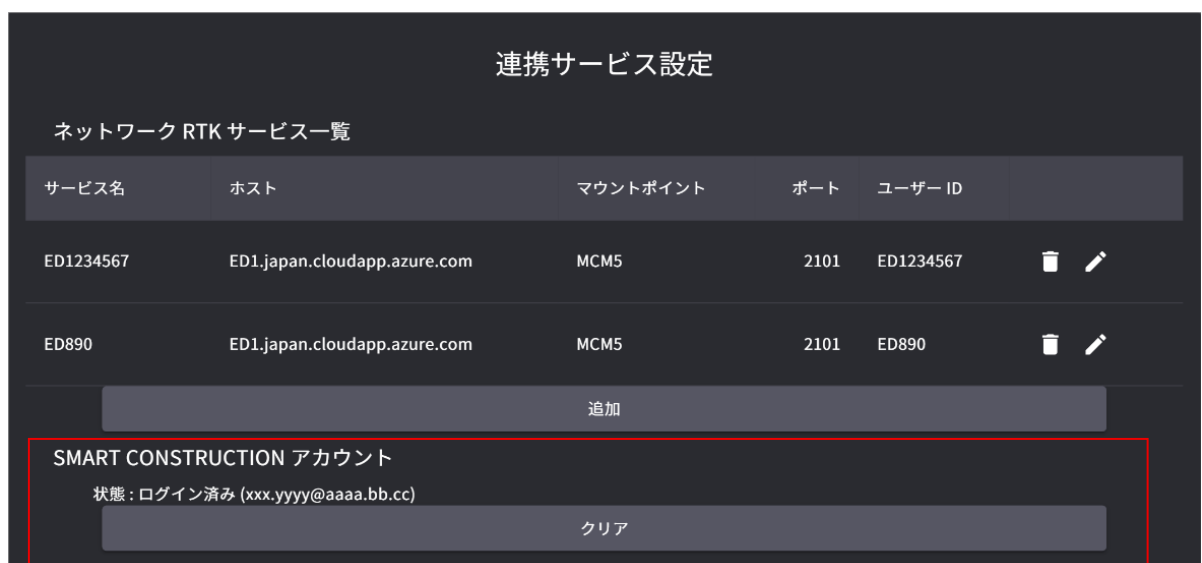 連携サービス設定
ネットワーク RTK サービス一覧
サービス名 ホスト マウントポイント ポート ユーザー ID
ED1234567 ED1.japan.cloudapp.azure.com MCM5 2101 ED1234567
ED890 ED1.japan.cloudapp.azure.com MCM5 2101 ED890
追加
SMART CONSTRUCTION アカウント
状態 : ログイン済み (xxx.yyyy@aaaa.bb.cc)
クリア